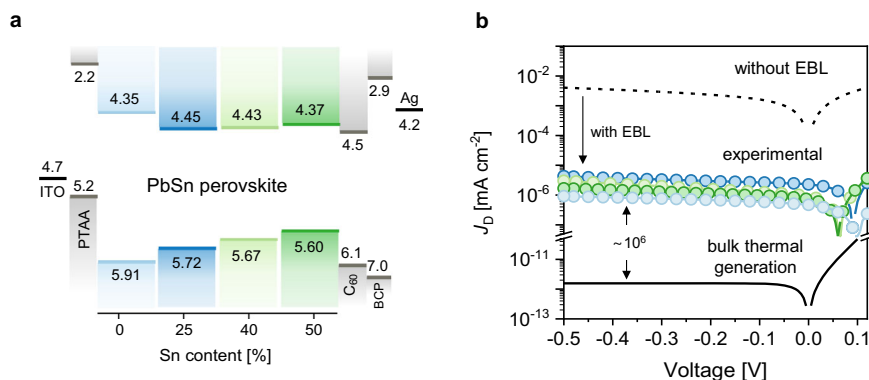 a
2.2
4.35
4.45
4.43
4.37
2.9
Ag
4.2
4.5
4.7
ITO
5.2
PTAA
PbSn perovskite
5.91
5.72
5.67
5.60
6.1
7.0
C60
BCP
0
25
40
50
Sn content [%]
b
10-2
10-4
10-6
10-11
10-13
JD [mA cm-2]
without EBL
with EBL
experimental
~106
bulk thermal
generation
-0.5
-0.4
-0.3
-0.2
-0.1
0.0
0.1
Voltage [V]